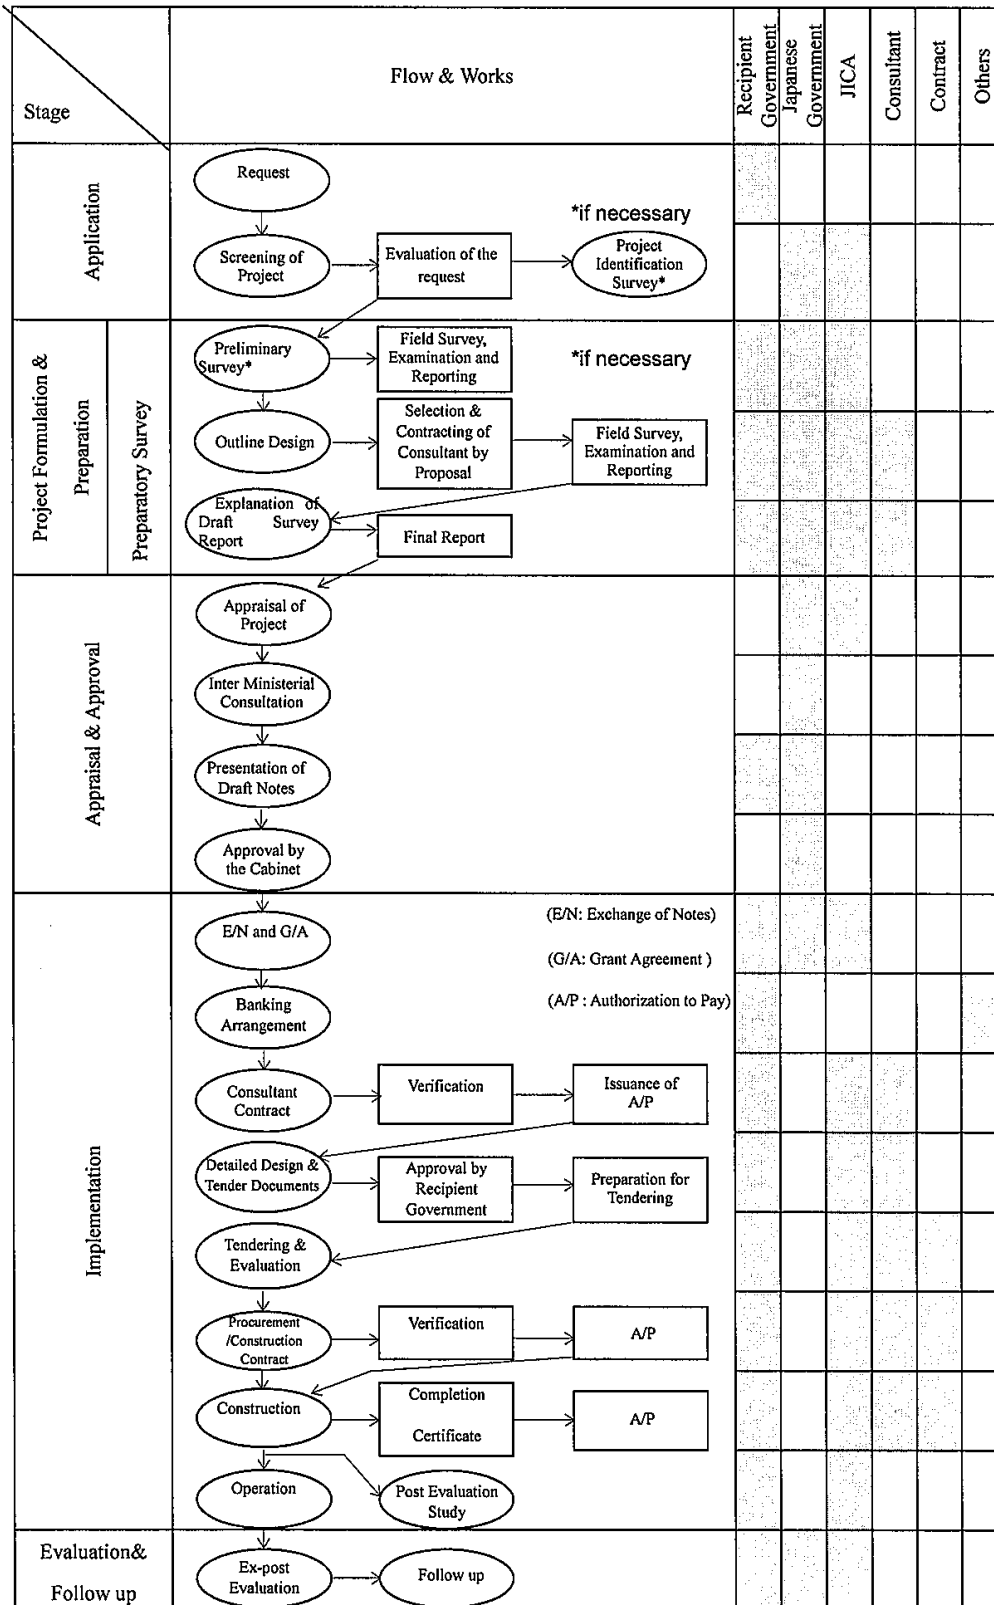 Stage
Flow & Works
Recipient
Government
Japanese
Government
JICA
Consultant
Contract
Others
Application
Request
*if necessary
Screening of
Project
Evaluation of the
request
Project
Identification
Survey*
Project Formulation &
Preparation
Preparatory Survey
Preliminary
Survey*
Field Survey,
Examination and
Reporting
*if necessary
Outline Design
Selection &
Contracting of
Consultant by
Proposal
Field Survey,
Examination and
Reporting
Explanation of
Draft Survey
Report
Final Report
Appraisal & Approval
Appraisal of
Project
Inter Ministerial
Consultation
Presentation of
Draft Notes
Approval by
the Cabinet
Implementation
E/N and G/A
(E/N: Exchange of Notes)
(G/A: Grant Agreement )
(A/P : Authorization to Pay)
Banking
Arrangement
Consultant
Contract
Verification
Issuance of
A/P
Detailed Design &
Tender Documents
Approval by
Recipient
Government
Preparation for
Tendering
Tendering &
Evaluation
Procurement
/Construction
Contract
Verification
A/P
Construction
Completion
Certificate
A/P
Operation
Post Evaluation
Study
Evaluation&
Follow up
Ex-post
Evaluation
Follow up